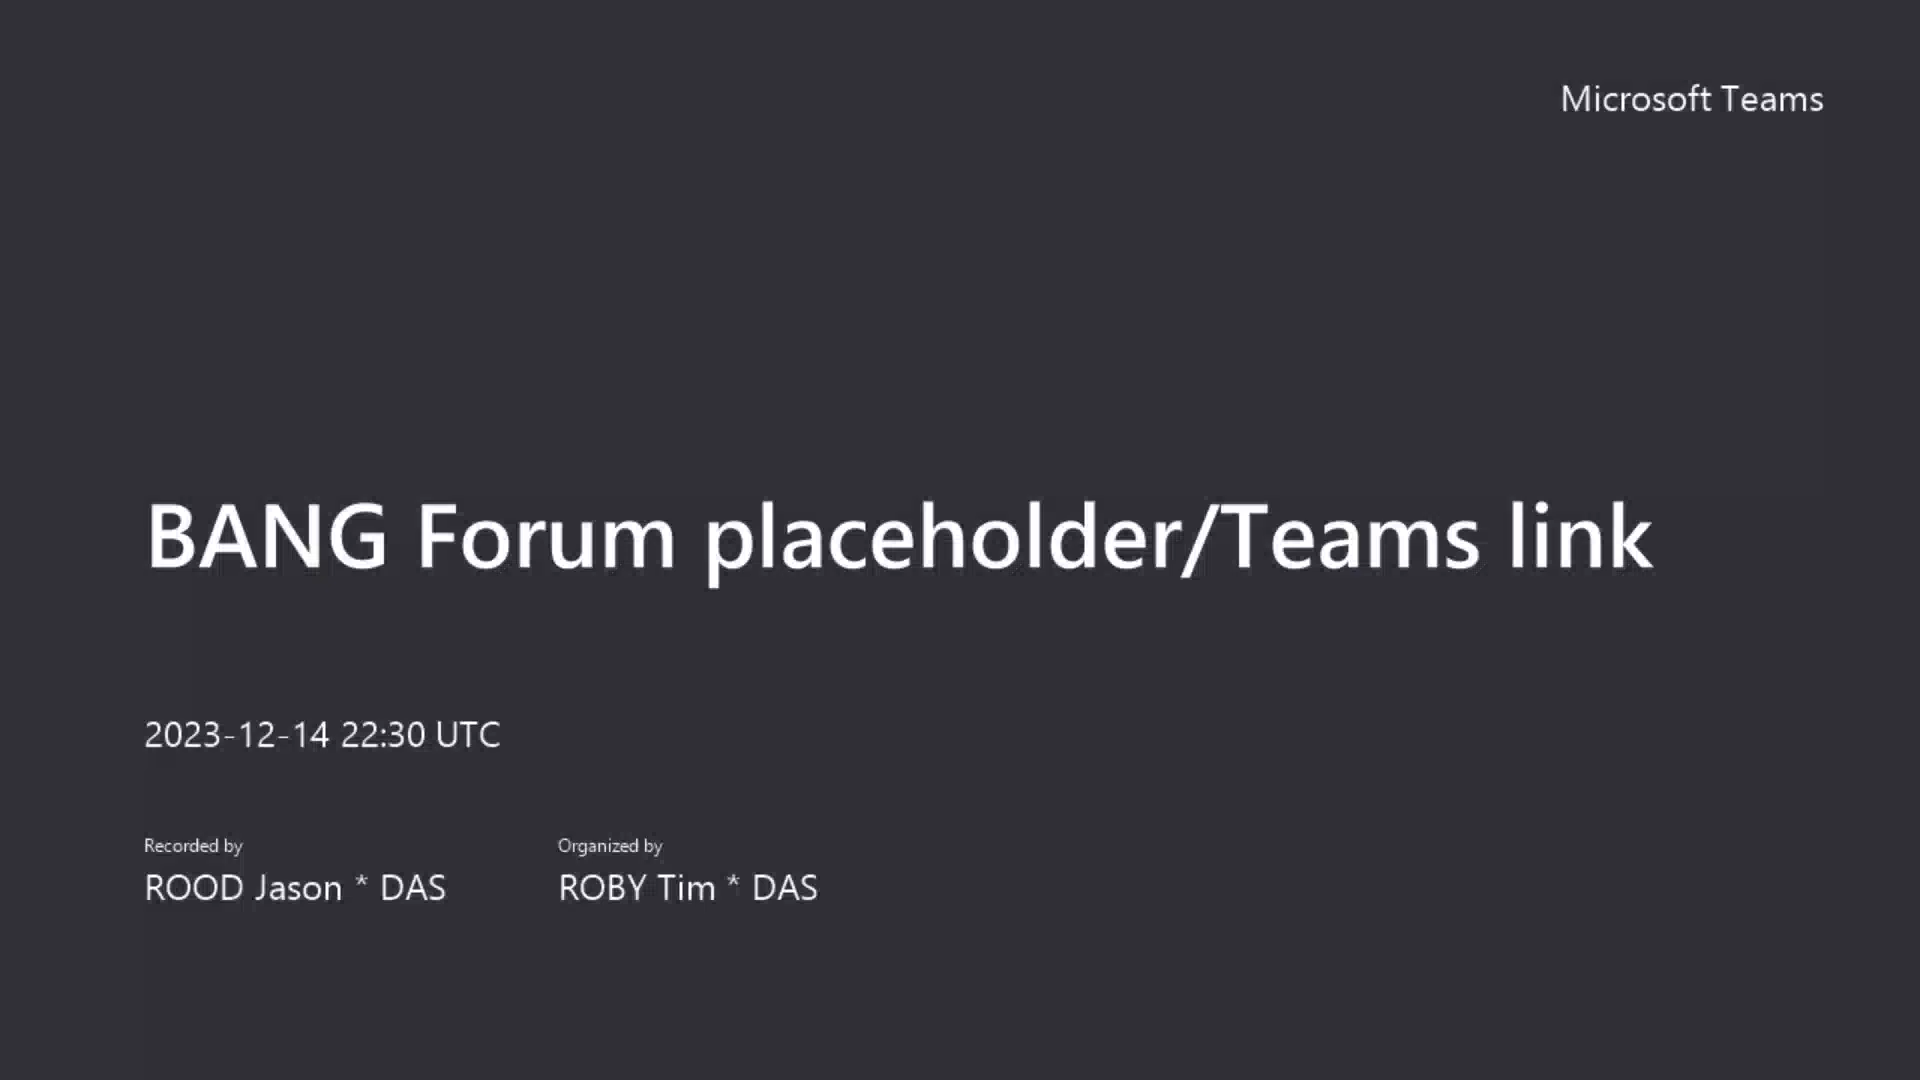 Microsoft Teams
BANG Forum placeholder/Teams link
2023-12-14 22:30 UTC
Recorded by
ROOD Jason * DAS
Organized by
ROBY Tim * DAS